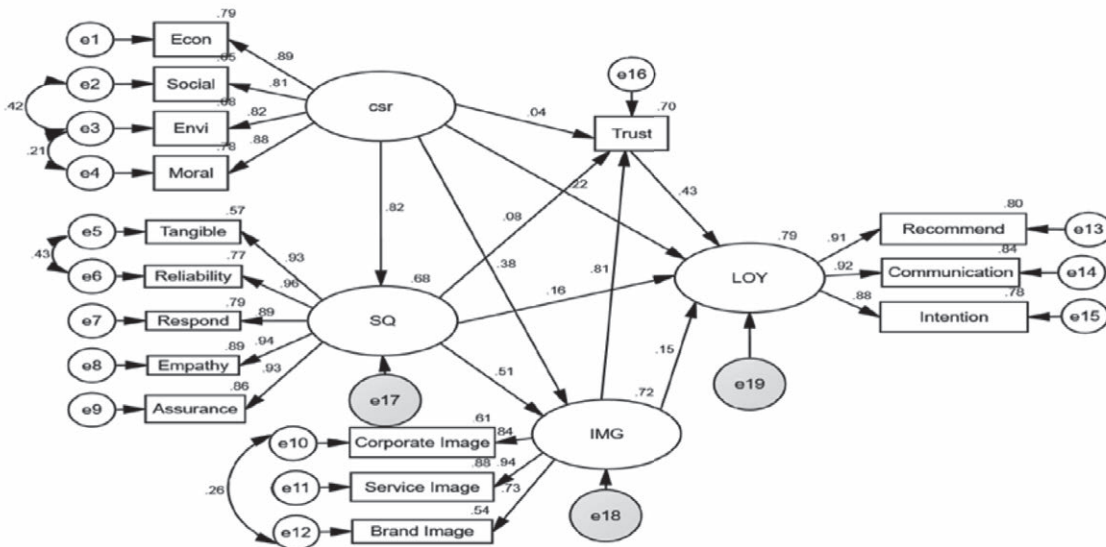 .79
e1
Econ
.89
.65
e2
Social
.81
.42
.68
e3
Envi
.82
.21
.78
e4
Moral
.88
csr
e16
.70
.04
Trust
.57
e5
Tangible
.93
.43
.77
e6
Reliability
.96
.79
e7
Respond
.89
.89
e8
Empathy
.94
.86
e9
Assurance
.93
.82
.68
SQ
e17
.08
.22
.43
.38
.81
.16
.51
.15
.79
LOY
e19
.80
.91
Recommend
e13
.84
.92
Communication
e14
.78
.88
Intention
e15
.72
IMG
e18
.61
e10
Corporate Image
.84
.88
e11
Service Image
.94
.26
.54
e12
Brand Image
.73